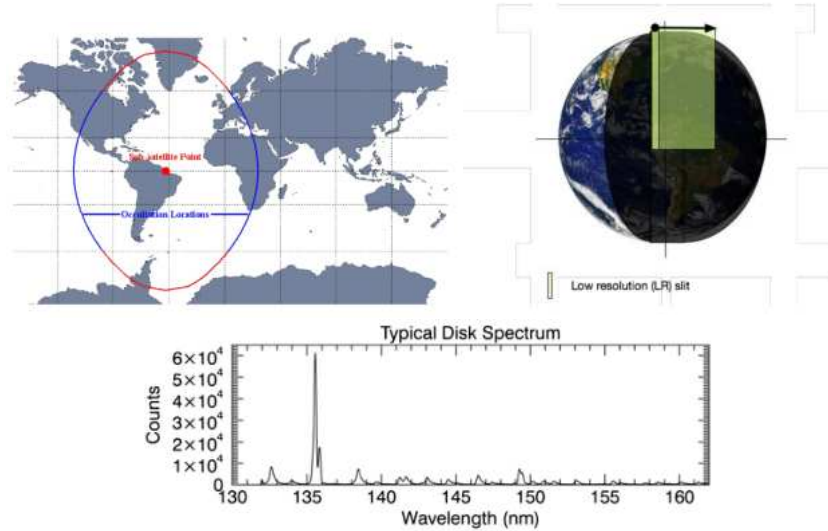 Sub-satellite Point
Occultation Locations
Low resolution (LR) slit
Typical Disk Spectrum
6×10⁴
5×10⁴
4×10⁴
3×10⁴
2×10⁴
1×10⁴
0
Counts
130 135 140 145 150 155 160
Wavelength (nm)